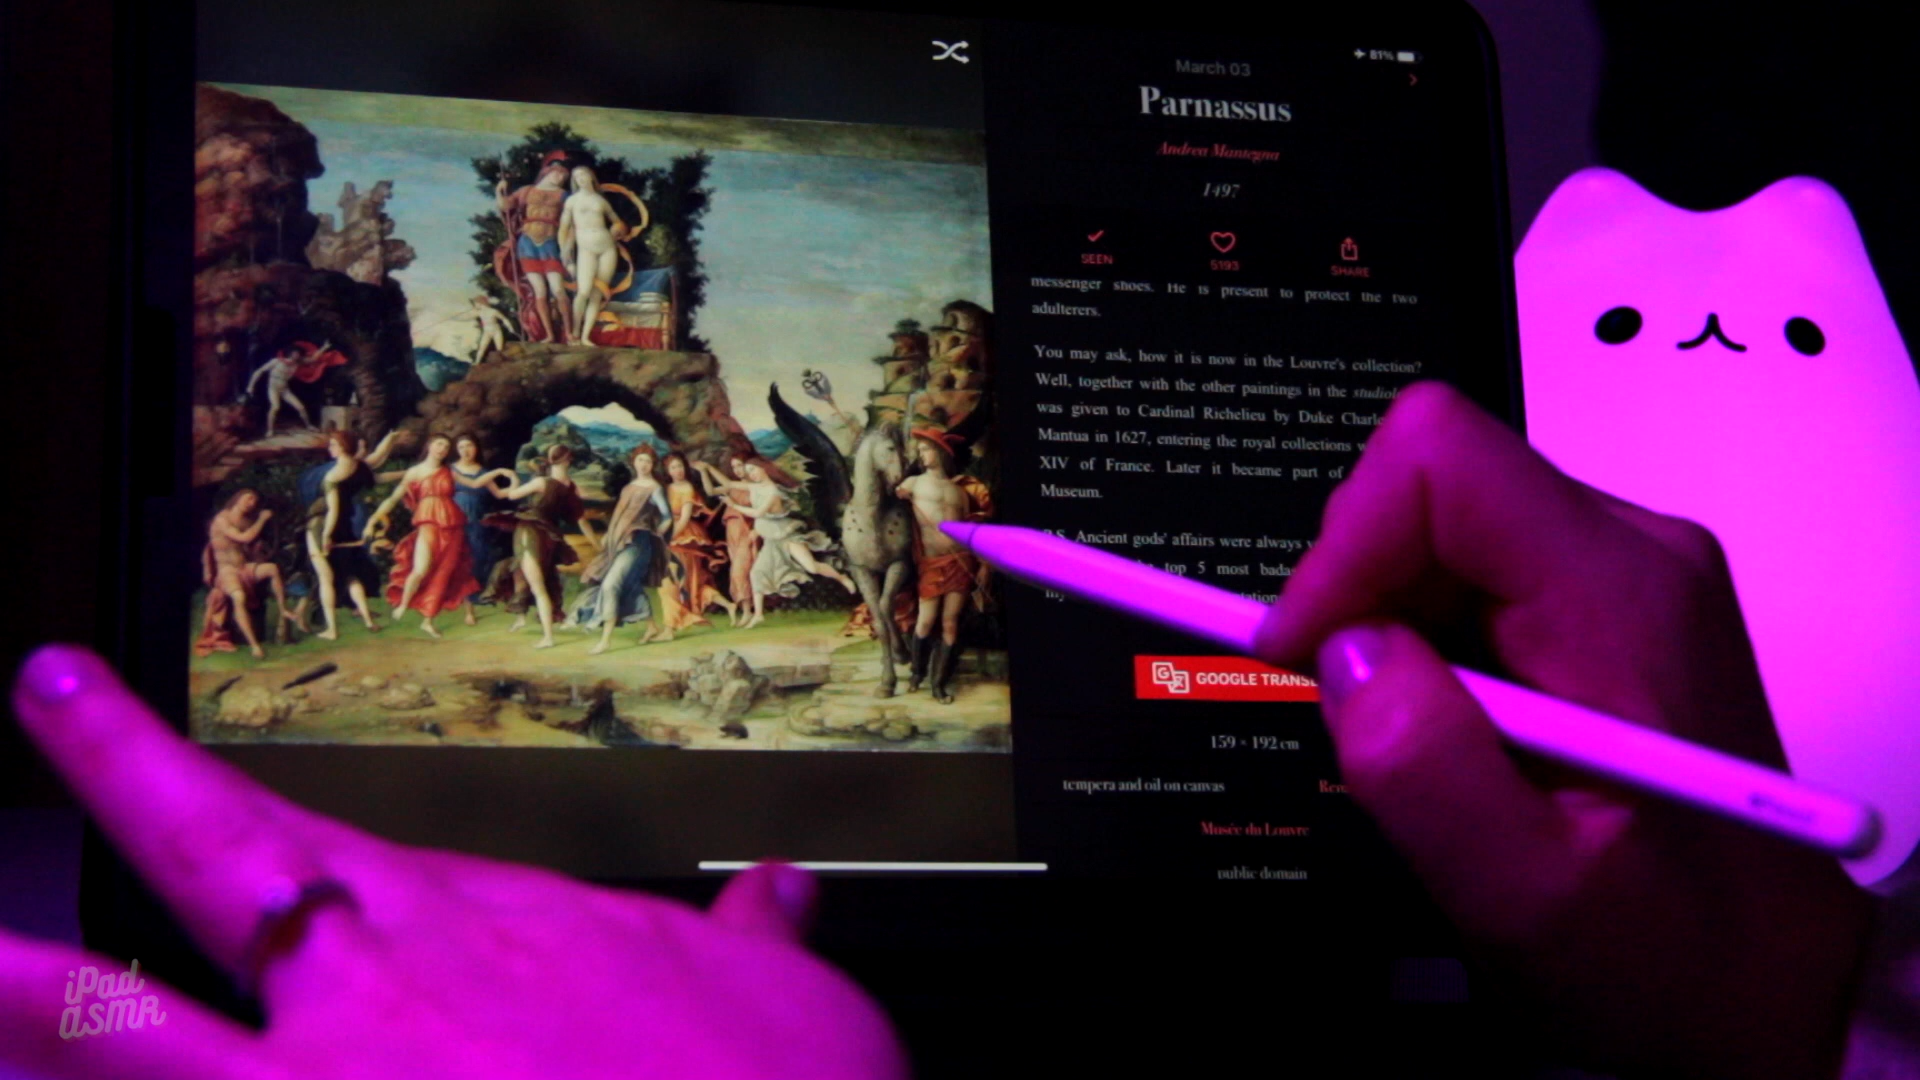 81%
March 03
Parnassus
Andrea Mantegna
1497
SEEN
5193
SHARE
messenger shoes. He is present to protect the two
adulterers.
You may ask, how it is now in the Louvre's collection?
Well, together with the other paintings in the
was given to Cardinal Richelieu by Duke
Mantua in 1627, entering the royal collections
XIV of France. Later it became part of
Museum.
P.S. Ancient gods' affairs were always
top 5 most
GOOGLE
159 × 192 cm
tempera and oil on canvas
Musée du Louvre
public domain
iPad
ASMR